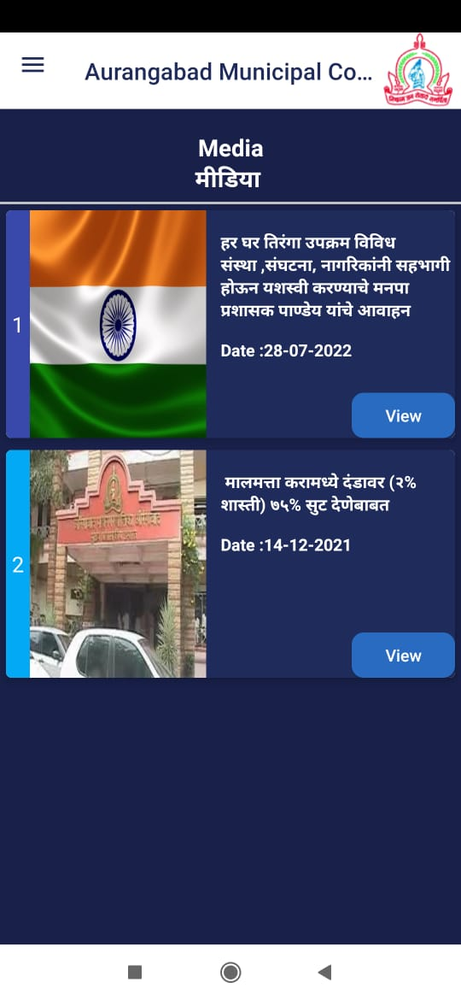 Aurangabad Municipal Co...
Media
मीडिया
1
हर घर तिरंगा उपक्रम विविध
संस्था ,संघटना, नागरिकांनी सहभागी
होऊन यशस्वी करण्याचे मनपा
प्रशासक पाण्डेय यांचे आवाहन
Date :28-07-2022
View
2
मालमत्ता करामध्ये दंडावर (२%
शास्ती) ७५% सुट देणेबाबत
Date :14-12-2021
View